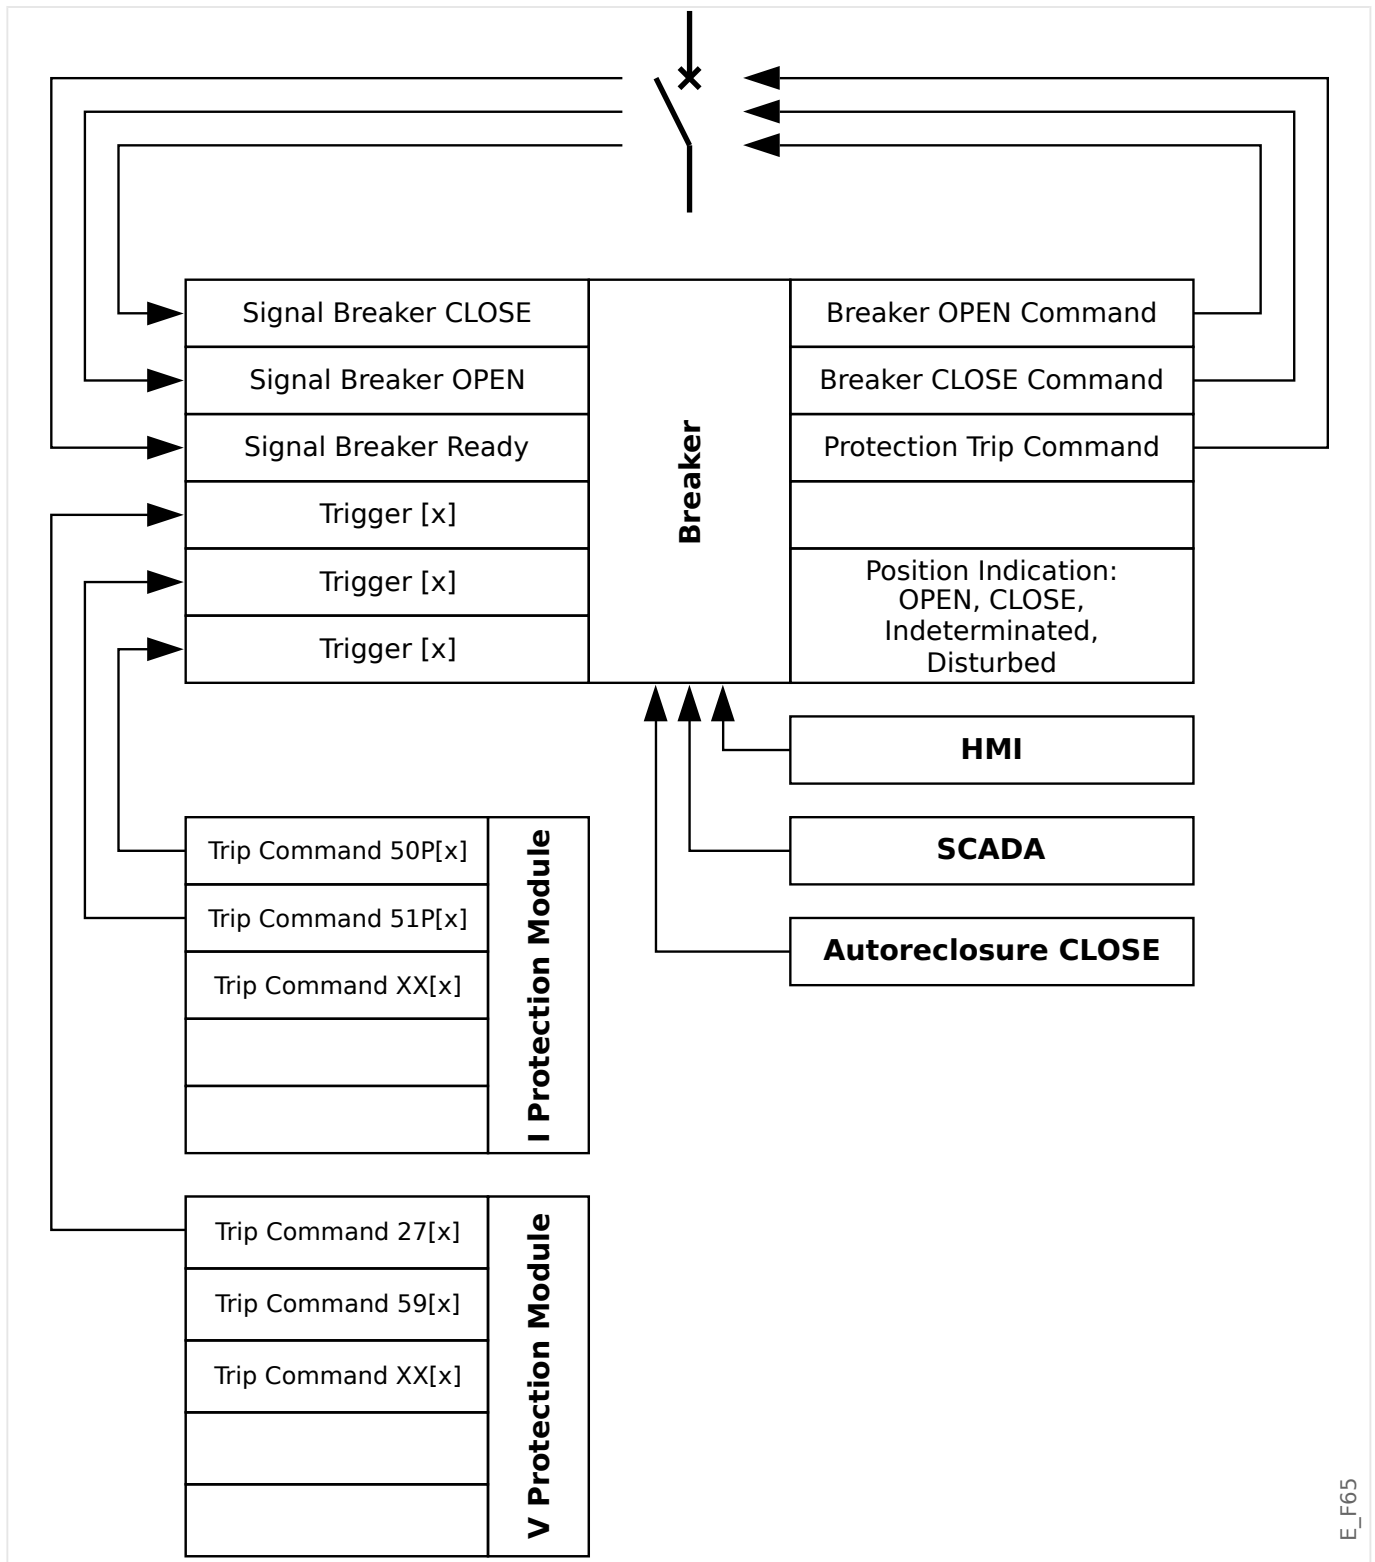 Signal Breaker CLOSE
Signal Breaker OPEN
Signal Breaker Ready
Trigger [x]
Trigger [x]
Trigger [x]
Breaker
Breaker OPEN Command
Breaker CLOSE Command
Protection Trip Command
Position Indication:
OPEN, CLOSE,
Indeterminated,
Disturbed
HMI
SCADA
Autoreclosure CLOSE
Trip Command 50P[x]
Trip Command 51P[x]
Trip Command XX[x]
I Protection Module
Trip Command 27[x]
Trip Command 59[x]
Trip Command XX[x]
V Protection Module
E_F65